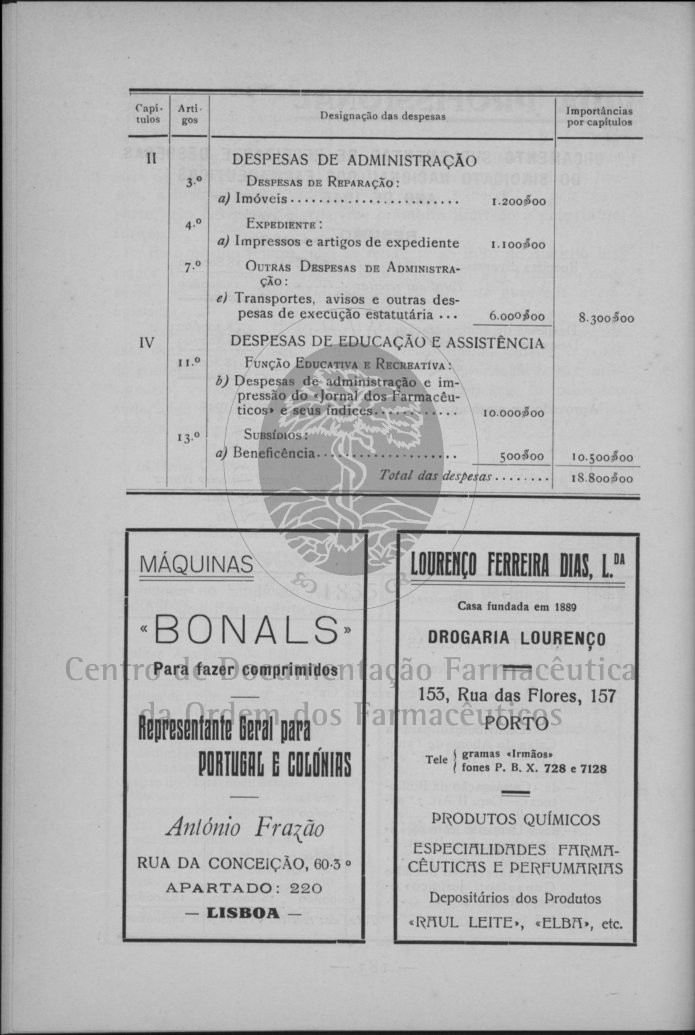 Capí-
tulos
Arti-
gos
Designação das despesas
Importâncias
por capítulos
II DESPESAS DE ADMINISTRAÇÃO
3.º DESPESAS DE REPARAÇÃO:
a) Imóveis........................ 1.200$00
4.º EXPEDIENTE:
a) Impressos e artigos de expediente 1.100$00
7.º OUTRAS DESPESAS DE ADMINISTRA-
ÇÃO:
e) Transportes, avisos e outras des-
pesas de execução estatutária ... 6.000$00 8.300$00
IV DESPESAS DE EDUCAÇÃO E ASSISTÊNCIA
11.º FUNÇÃO EDUCATIVA E RECREATIVA:
b) Despesas de administração e im-
pressão do «Jornal dos Farmacêu-
ticos» e seus índices............ 10.000$00
13.º SUBSÍDIOS:
a) Beneficência.................... 500$00 10.500$00
Total das despesas........ 18.800$00
MÁQUINAS
«BONALS»
Para fazer comprimidos
Representante Geral para
PORTUGAL E COLÓNIAS
António Frazão
RUA DA CONCEIÇÃO, 60-3º
APARTADO: 220
— LISBOA —
LOURENÇO FERREIRA DIAS, L.DA
Casa fundada em 1889
DROGARIA LOURENÇO
153, Rua das Flores, 157
PORTO
Tele { gramas «Irmãos»
fones P. B. X. 728 e 7128
PRODUTOS QUÍMICOS
ESPECIALIDADES FARMA-
CÊUTICAS E PERFUMARIAS
Depositários dos Produtos
«RAUL LEITE», «ELBA», etc.
1835
Centro de Documentação Farmacêutica
da Ordem dos Farmacêuticos